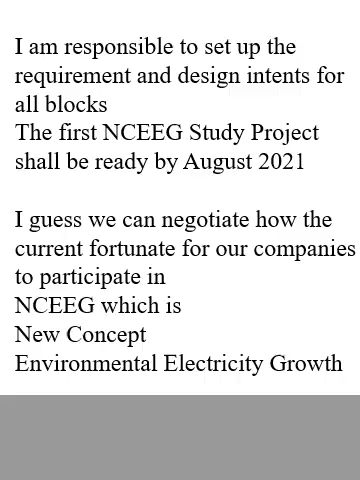 I am responsible to set up the
requirement and design intents for
all blocks
The first NCEEG Study Project
shall be ready by August 2021
I guess we can negotiate how the
current fortunate for our companies
to participate in
NCEEG which is
New Concept
Environmental Electricity Growth